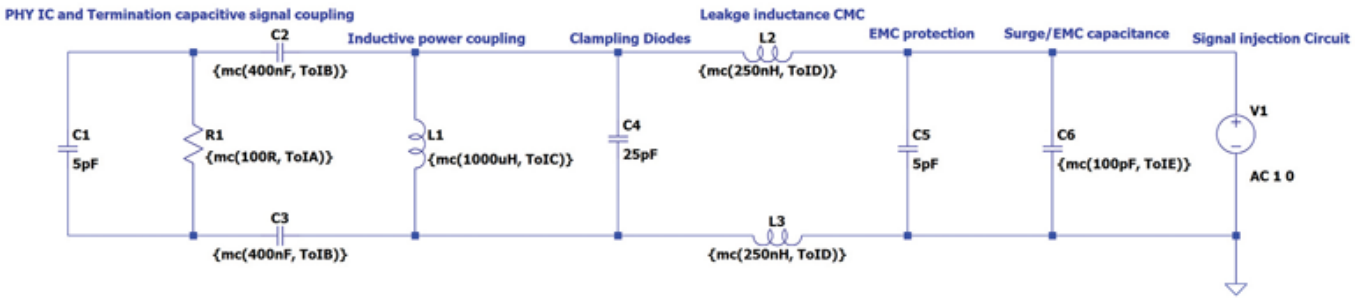 PHY IC and Termination capacitive signal coupling
C2
{mc(400nF, ToIB)}
Inductive power coupling
Clampling Diodes
Leakge inductance CMC
L2
{mc(250nH, ToID)}
EMC protection
Surge/EMC capacitance
Signal injection Circuit
C1
5pF
R1
{mc(100R, ToIA)}
L1
{mc(1000uH, ToIC)}
C4
25pF
C5
5pF
C6
{mc(100pF, ToIE)}
V1
AC 1 0
C3
{mc(400nF, ToIB)}
L3
{mc(250nH, ToID)}